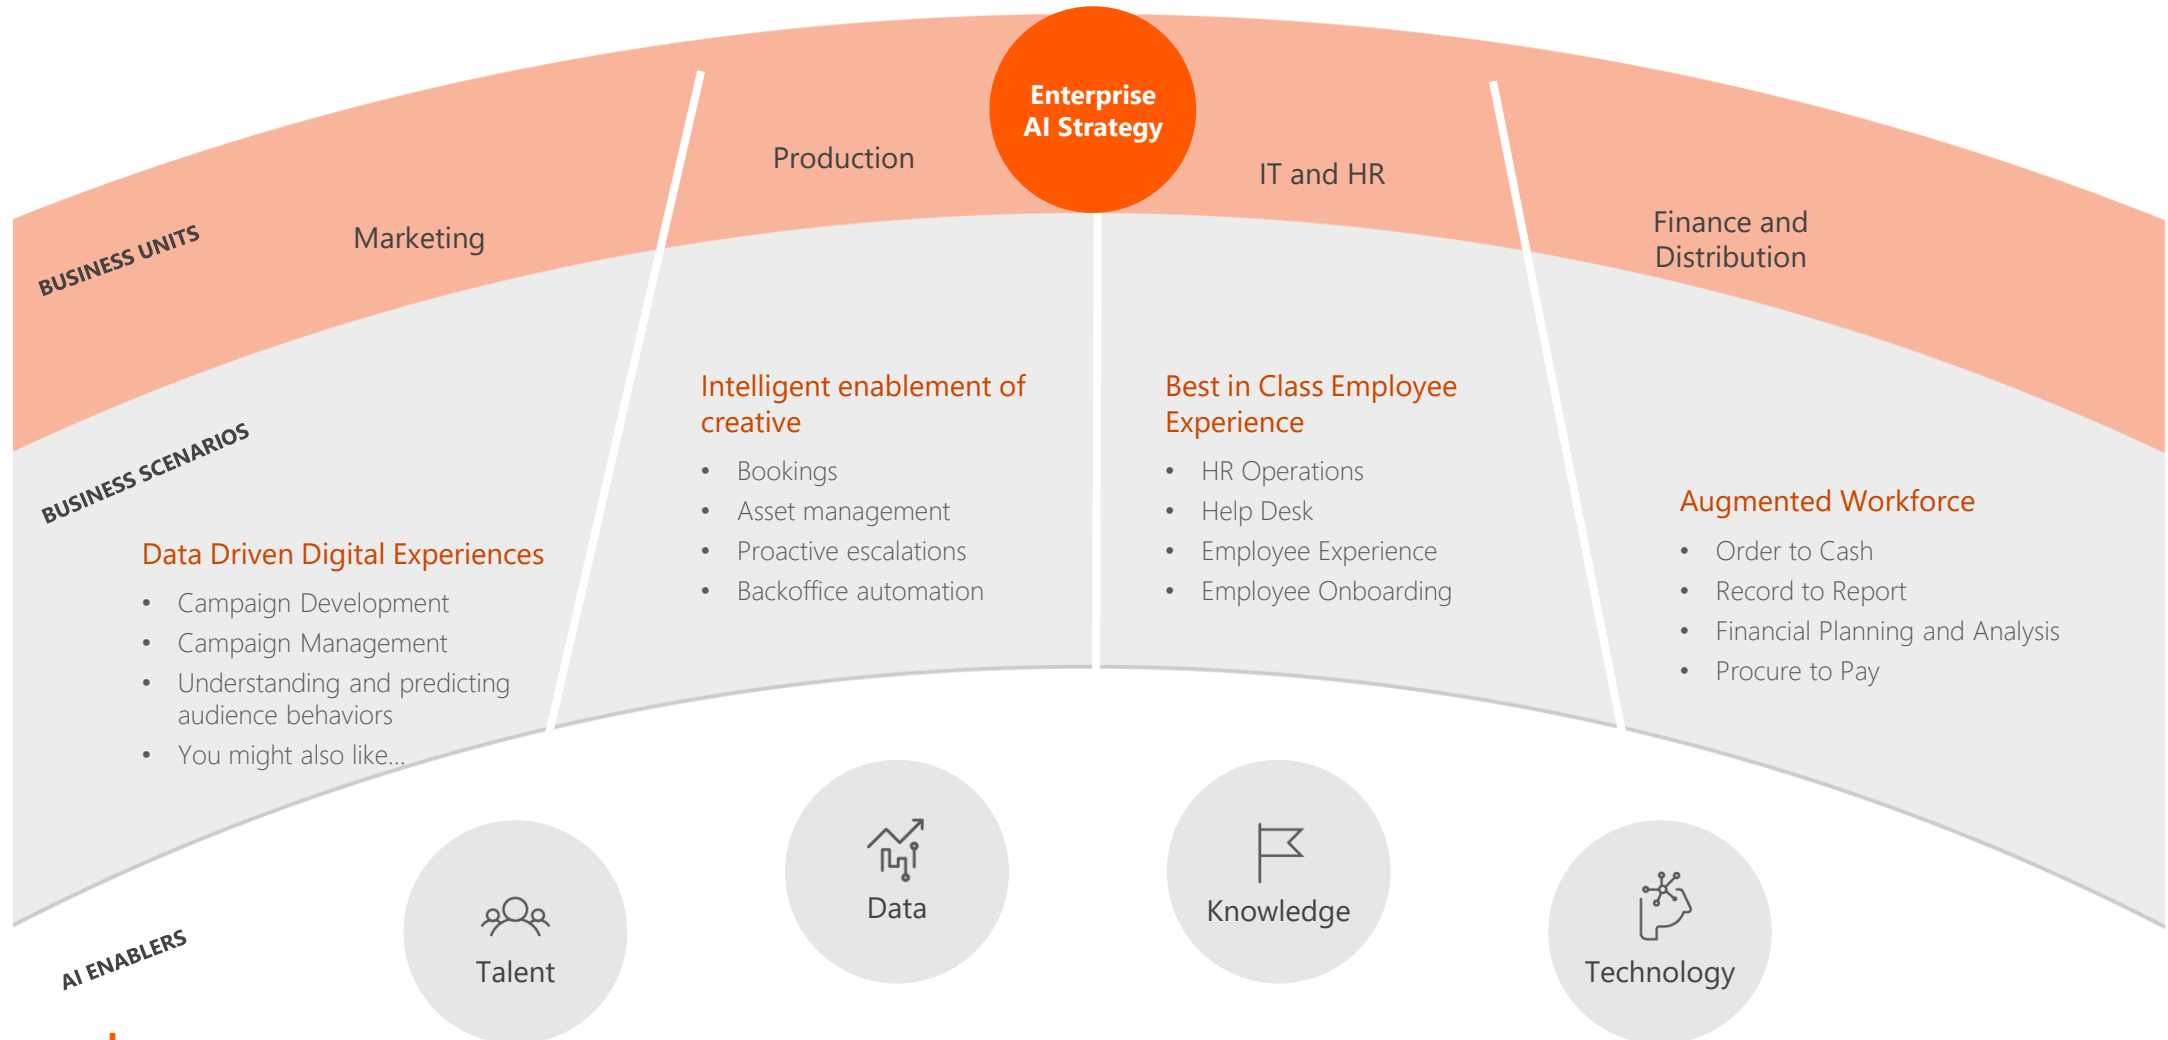 Enterprise
AI Strategy
BUSINESS UNITS
Marketing
Production
IT and HR
Finance and
Distribution
BUSINESS SCENARIOS
Data Driven Digital Experiences
• Campaign Development
• Campaign Management
• Understanding and predicting
audience behaviors
• You might also like...
Intelligent enablement of
creative
• Bookings
• Asset management
• Proactive escalations
• Backoffice automation
Best in Class Employee
Experience
• HR Operations
• Help Desk
• Employee Experience
• Employee Onboarding
Augmented Workforce
• Order to Cash
• Record to Report
• Financial Planning and Analysis
• Procure to Pay
AI ENABLERS
Talent
Data
Knowledge
Technology